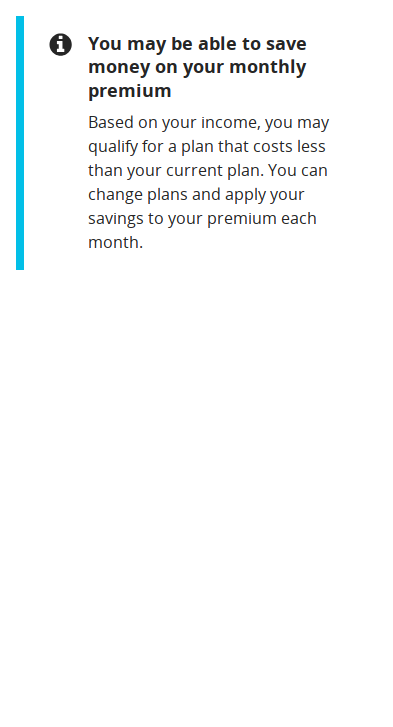 You may be able to save
money on your monthly
premium
Based on your income, you may
qualify for a plan that costs less
than your current plan. You can
change plans and apply your
savings to your premium each
month.